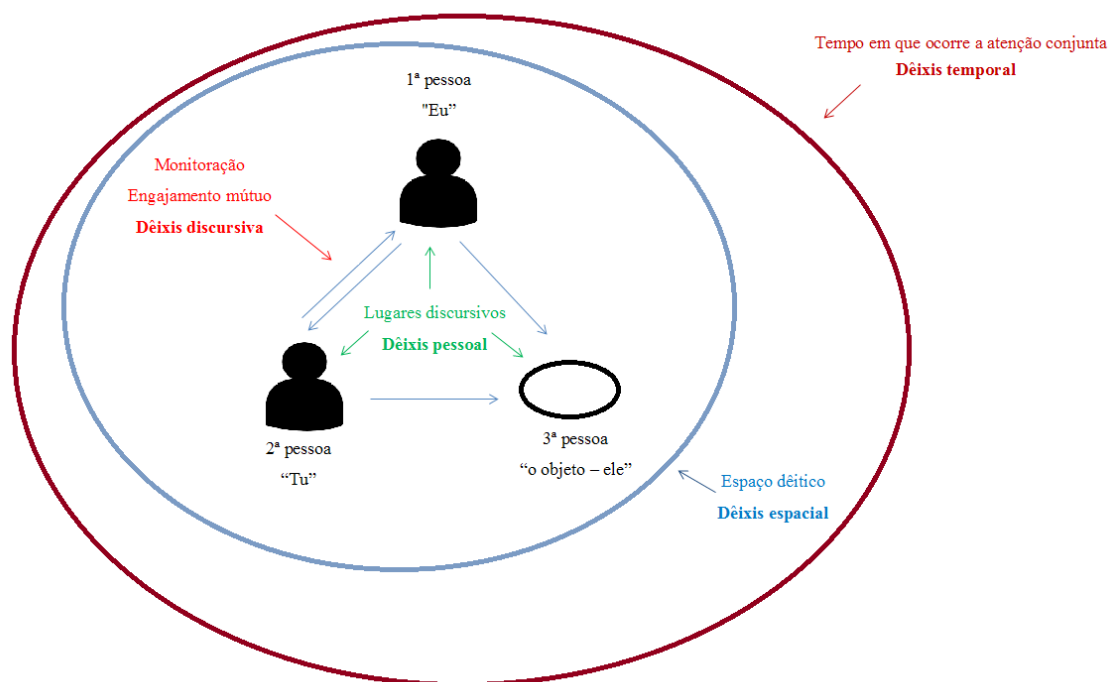 Tempo em que ocorre a atenção conjunta
Dêixis temporal
1ª pessoa
"Eu”
Monitoração
Engajamento mútuo
Dêixis discursiva
Lugares discursivos
Dêixis pessoal
2ª pessoa
“Tu”
3ª pessoa
“o objeto – ele”
Espaço dêitico
Dêixis espacial